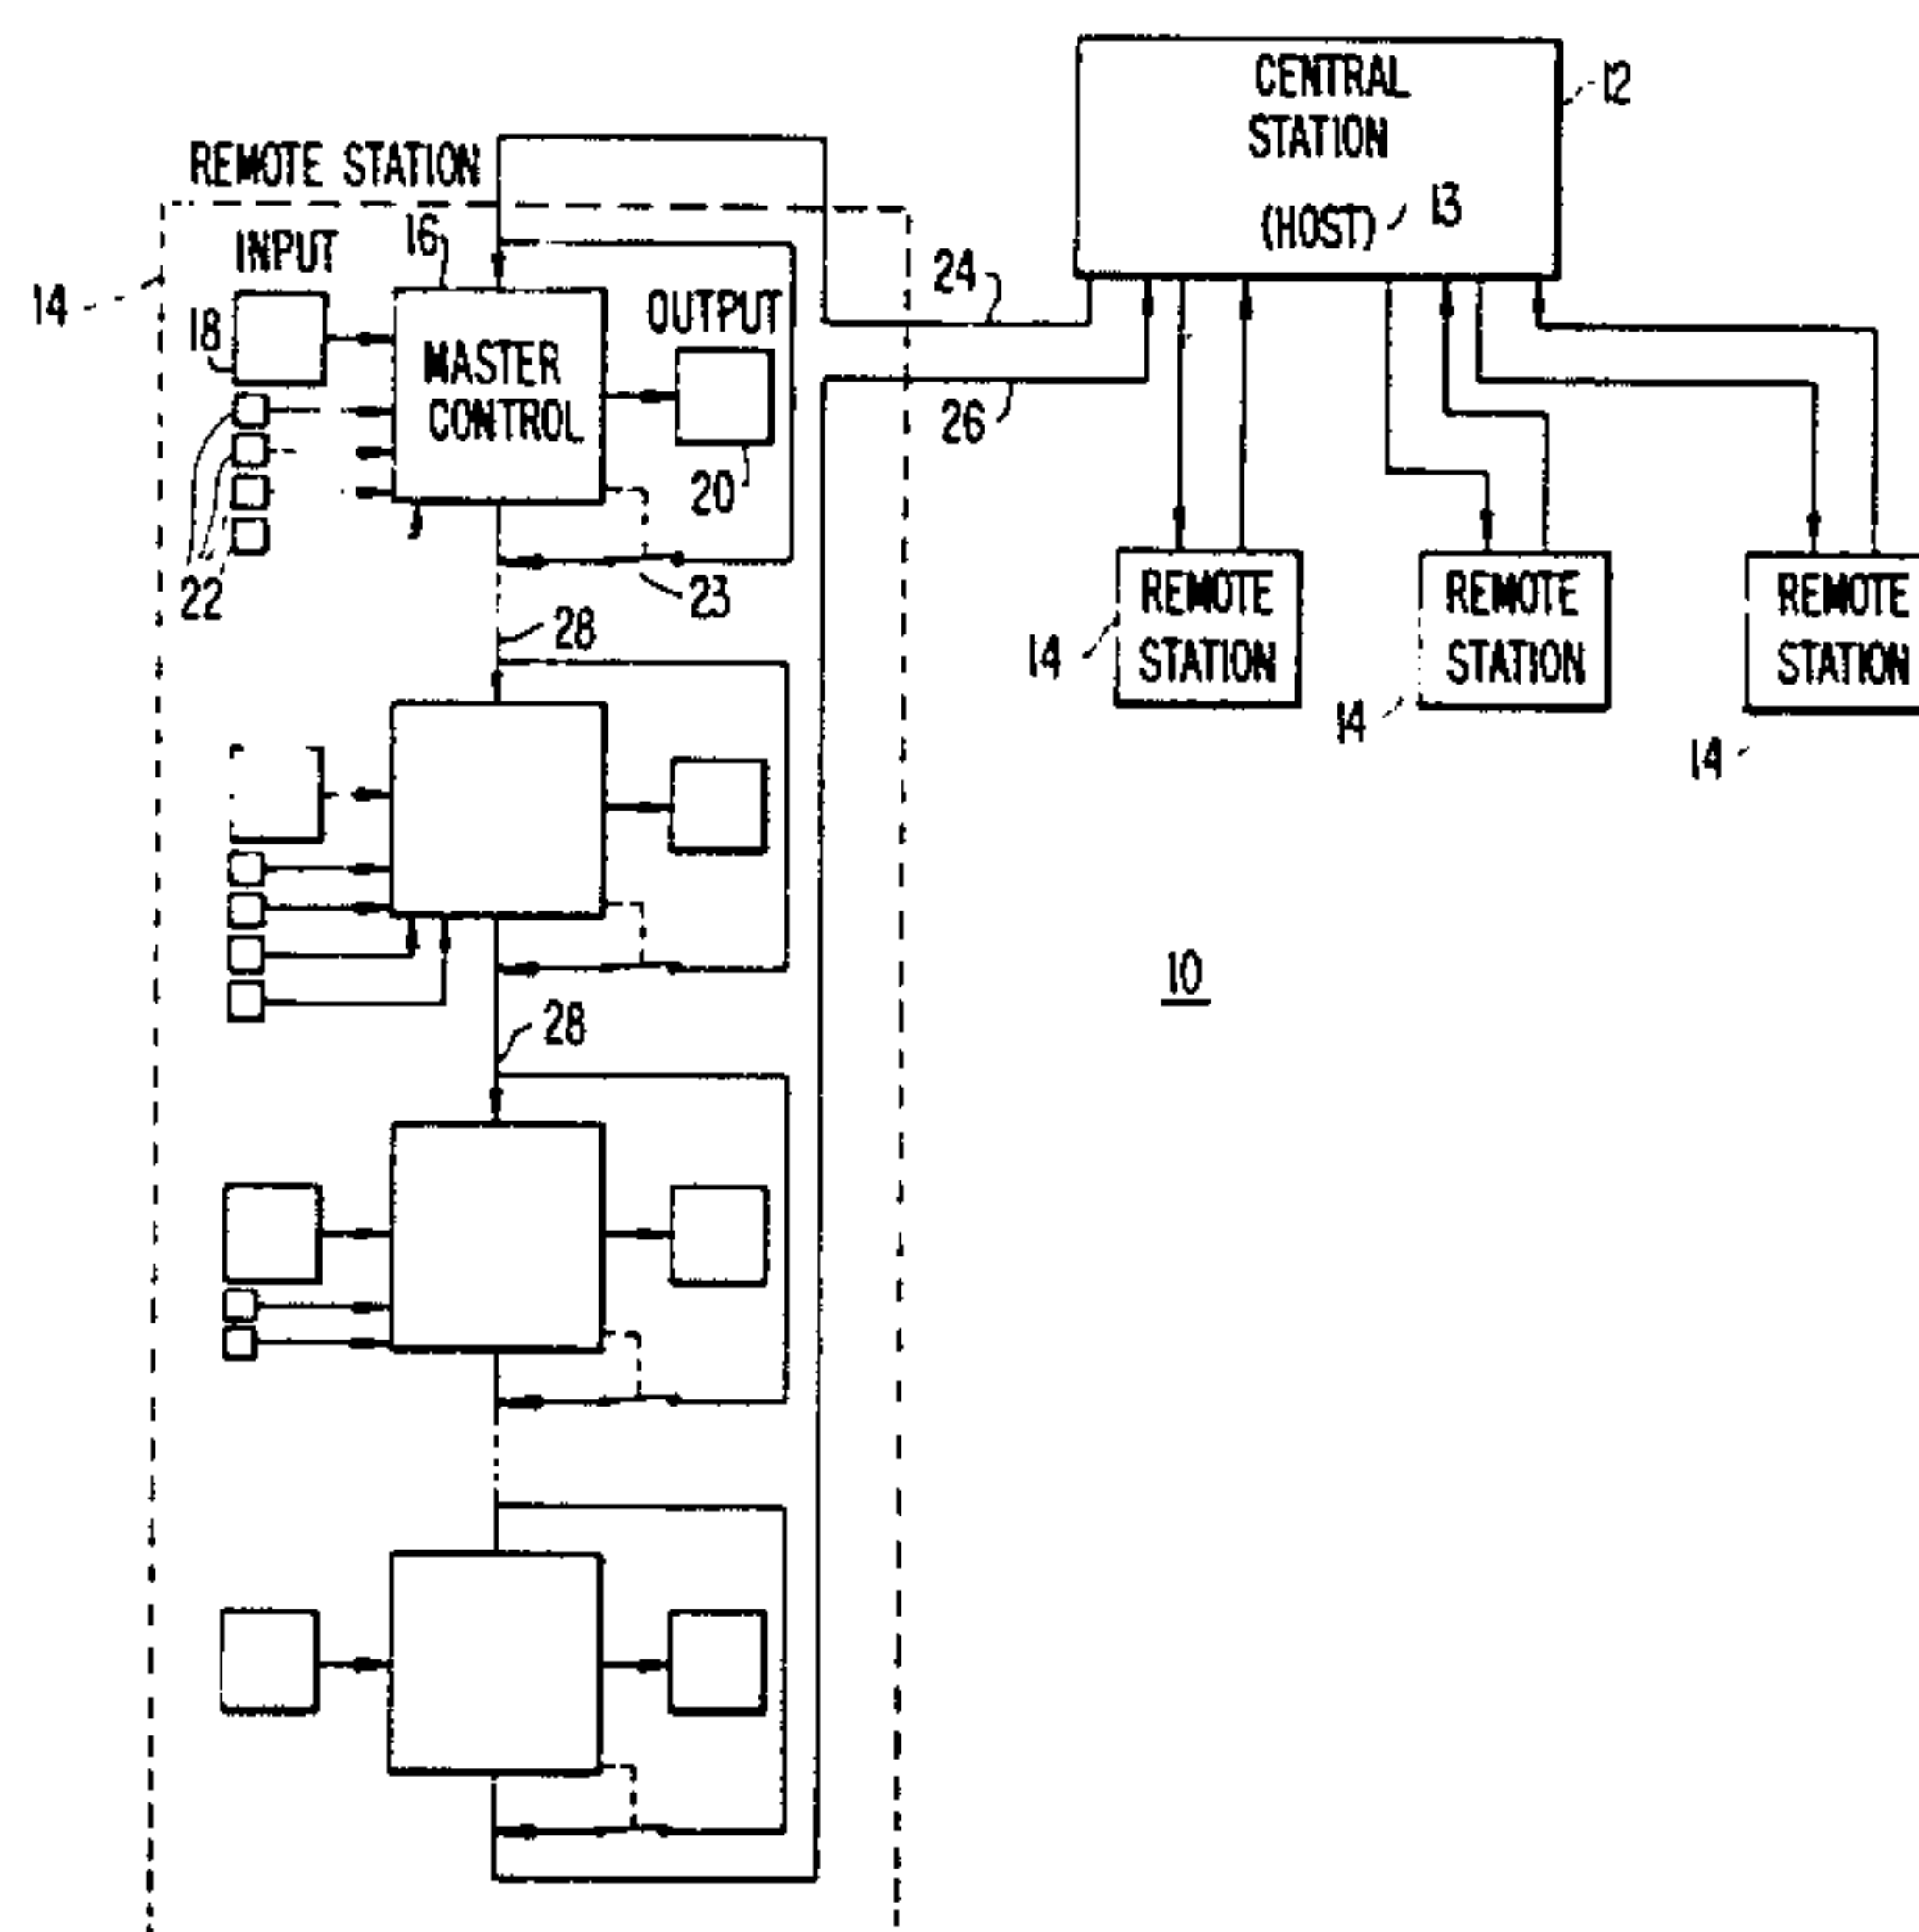 CENTRAL
STATION
(HOST) 13
12
REMOTE STATION
INPUT
16
14
18
MASTER
CONTROL
OUTPUT
20
22
23
24
26
28
REMOTE
STATION
14
REMOTE
STATION
14
REMOTE
STATION
14
28
10